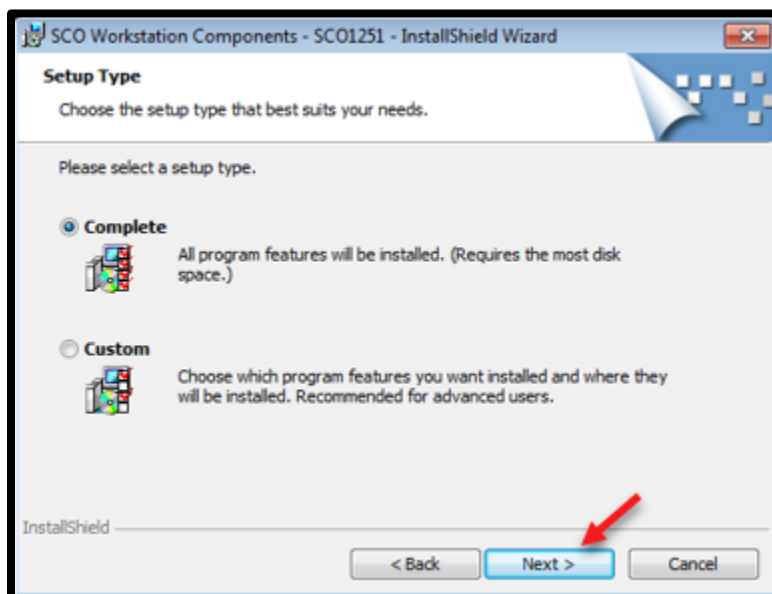 SCO Workstation Components - SCO1251 - InstallShield Wizard
Setup Type
Choose the setup type that best suits your needs.
Please select a setup type.
Complete
All program features will be installed. (Requires the most disk
space.)
Custom
Choose which program features you want installed and where they
will be installed. Recommended for advanced users.
InstallShield
< Back Next > Cancel